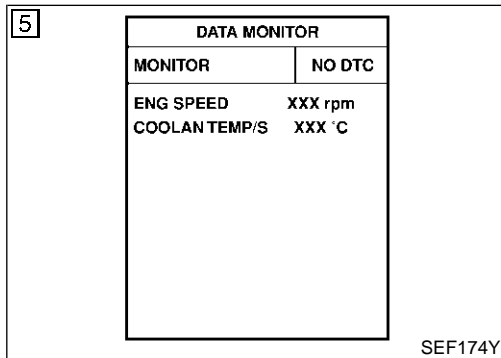 5
DATA MONITOR
MONITOR NO DTC
ENG SPEED XXX rpm
COOLAN TEMP/S XXX °C
SEF174Y